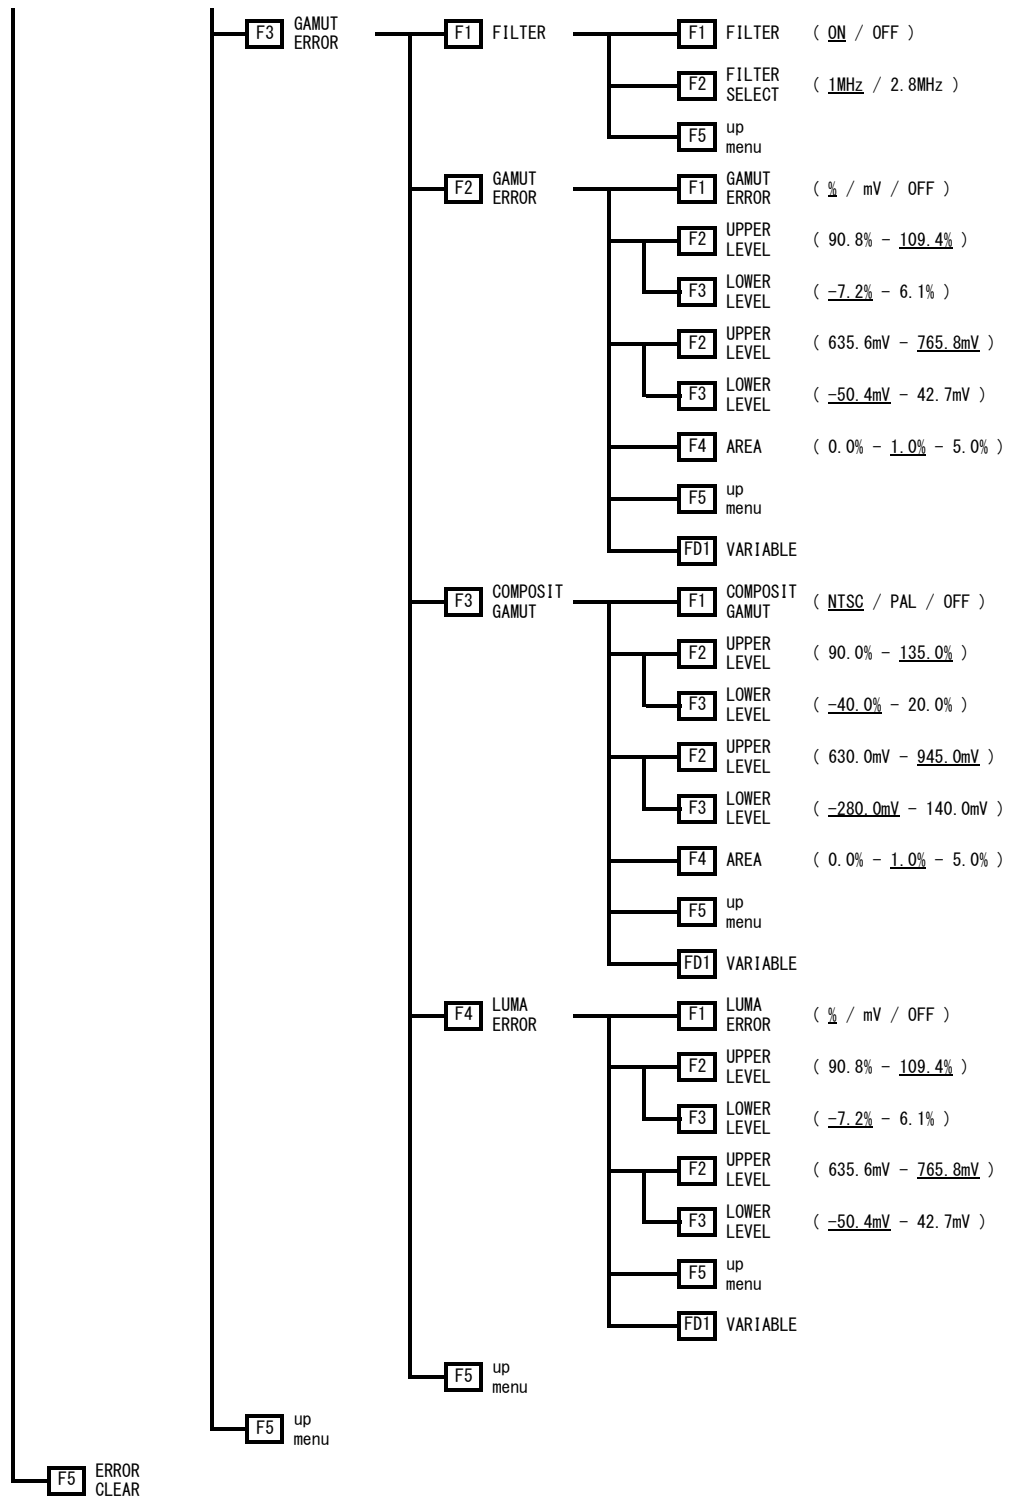 F3 GAMUT
ERROR
F1 FILTER
F1 FILTER ( ON / OFF )
F2 FILTER
SELECT ( 1MHz / 2.8MHz )
F5 up
menu
F2 GAMUT
ERROR
F1 GAMUT
ERROR ( % / mV / OFF )
F2 UPPER
LEVEL ( 90.8% - 109.4% )
F3 LOWER
LEVEL ( -7.2% - 6.1% )
F2 UPPER
LEVEL ( 635.6mV - 765.8mV )
F3 LOWER
LEVEL ( -50.4mV - 42.7mV )
F4 AREA ( 0.0% - 1.0% - 5.0% )
F5 up
menu
FD1 VARIABLE
F3 COMPOSIT
GAMUT
F1 COMPOSIT
GAMUT ( NTSC / PAL / OFF )
F2 UPPER
LEVEL ( 90.0% - 135.0% )
F3 LOWER
LEVEL ( -40.0% - 20.0% )
F2 UPPER
LEVEL ( 630.0mV - 945.0mV )
F3 LOWER
LEVEL ( -280.0mV - 140.0mV )
F4 AREA ( 0.0% - 1.0% - 5.0% )
F5 up
menu
FD1 VARIABLE
F4 LUMA
ERROR
F1 LUMA
ERROR ( % / mV / OFF )
F2 UPPER
LEVEL ( 90.8% - 109.4% )
F3 LOWER
LEVEL ( -7.2% - 6.1% )
F2 UPPER
LEVEL ( 635.6mV - 765.8mV )
F3 LOWER
LEVEL ( -50.4mV - 42.7mV )
F5 up
menu
FD1 VARIABLE
F5 up
menu
F5 up
menu
F5 ERROR
CLEAR